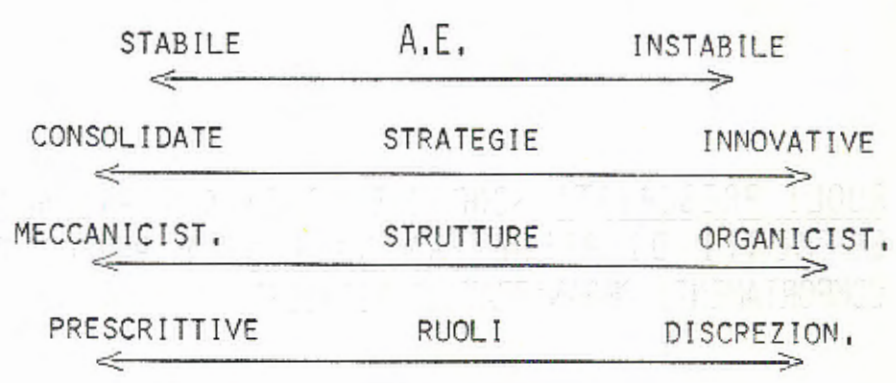 STABILE A.E. INSTABILE
CONSOLIDATE STRATEGIE INNOVATIVE
MECCANICIST. STRUTTURE ORGANICIST.
PRESCRITTIVE RUOLI DISCREZION.